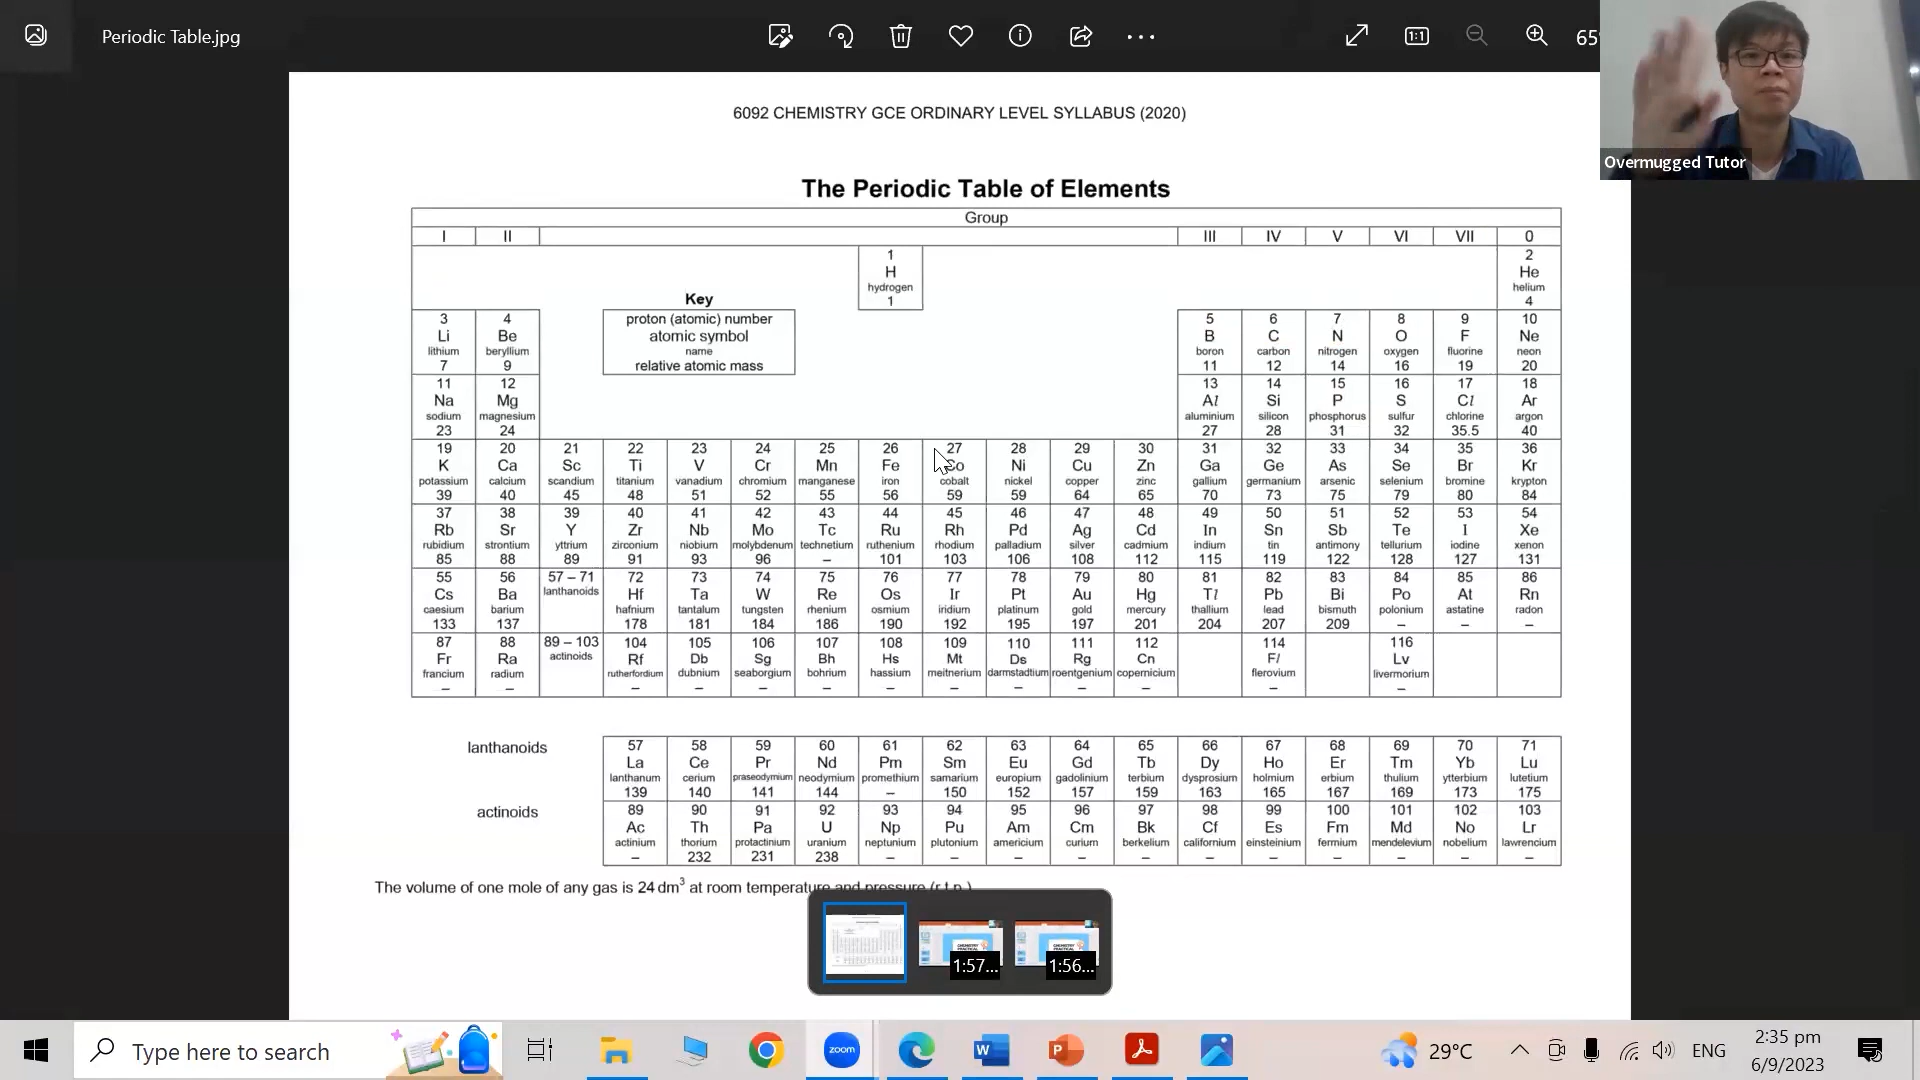 Periodic Table.jpg
65
Overmugged Tutor
6092 CHEMISTRY GCE ORDINARY LEVEL SYLLABUS (2020)
The Periodic Table of Elements
Group
I II III IV V VI VII 0
1 2
H He
hydrogen helium
1 4
Key
proton (atomic) number
atomic symbol
name
relative atomic mass
3 4 5 6 7 8 9 10
Li Be B C N O F Ne
lithium beryllium boron carbon nitrogen oxygen fluorine neon
7 9 11 12 14 16 19 20
11 12 13 14 15 16 17 18
Na Mg Al Si P S Cl Ar
sodium magnesium aluminium silicon phosphorus sulfur chlorine argon
23 24 27 28 31 32 35.5 40
19 20 21 22 23 24 25 26 27 28 29 30 31 32 33 34 35 36
K Ca Sc Ti V Cr Mn Fe Co Ni Cu Zn Ga Ge As Se Br Kr
potassium calcium scandium titanium vanadium chromium manganese iron cobalt nickel copper zinc gallium germanium arsenic selenium bromine krypton
39 40 45 48 51 52 55 56 59 59 64 65 70 73 75 79 80 84
37 38 39 40 41 42 43 44 45 46 47 48 49 50 51 52 53 54
Rb Sr Y Zr Nb Mo Tc Ru Rh Pd Ag Cd In Sn Sb Te I Xe
rubidium strontium yttrium zirconium niobium molybdenum technetium ruthenium rhodium palladium silver cadmium indium tin antimony tellurium iodine xenon
85 88 89 91 93 96 – 101 103 106 108 112 115 119 122 128 127 131
55 56 57 – 71 72 73 74 75 76 77 78 79 80 81 82 83 84 85 86
Cs Ba lanthanoids Hf Ta W Re Os Ir Pt Au Hg Tl Pb Bi Po At Rn
caesium barium hafnium tantalum tungsten rhenium osmium iridium platinum gold mercury thallium lead bismuth polonium astatine radon
133 137 178 181 184 186 190 192 195 197 201 204 207 209 – – –
87 88 89 – 103 104 105 106 107 108 109 110 111 112 114 116
Fr Ra actinoids Rf Db Sg Bh Hs Mt Ds Rg Cn Fl Lv
francium radium rutherfordium dubnium seaborgium bohrium hassium meitnerium darmstadtium roentgenium copernicium flerovium livermorium
– – – – – – – – – – – – ­–
lanthanoids
57 58 59 60 61 62 63 64 65 66 67 68 69 70 71
La Ce Pr Nd Pm Sm Eu Gd Tb Dy Ho Er Tm Yb Lu
lanthanum cerium praseodymium neodymium promethium samarium europium gadolinium terbium dysprosium holmium erbium thulium ytterbium lutetium
139 140 141 144 – 150 152 157 159 163 165 167 169 173 175
actinoids
89 90 91 92 93 94 95 96 97 98 99 100 101 102 103
Ac Th Pa U Np Pu Am Cm Bk Cf Es Fm Md No Lr
actinium thorium protactinium uranium neptunium plutonium americium curium berkelium californium einsteinium fermium mendelevium nobelium lawrencium
– 232 231 238 – – – – – – – – – – –
The volume of one mole of any gas is 24 dm³ at room temperature and pressure (r.t.p.)
CHEMISTRY PRACTICAL
1:57...
CHEMISTRY PRACTICAL
1:56...
Type here to search
zoom
29°C
ENG
2:35 pm
6/9/2023